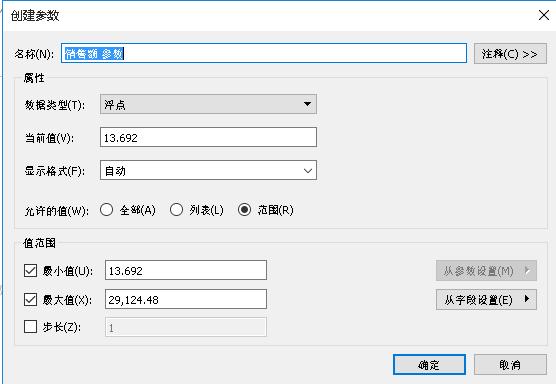 创建参数
名称(N): 销售额 参数 注释(C) >>
属性
数据类型(T): 浮点
当前值(V): 13.692
显示格式(F): 自动
允许的值(W): 全部(A) 列表(L) 范围(R)
值范围
最小值(U): 13.692 从参数设置(M)
最大值(X): 29,124.48 从字段设置(E)
步长(Z): 1
确定 取消